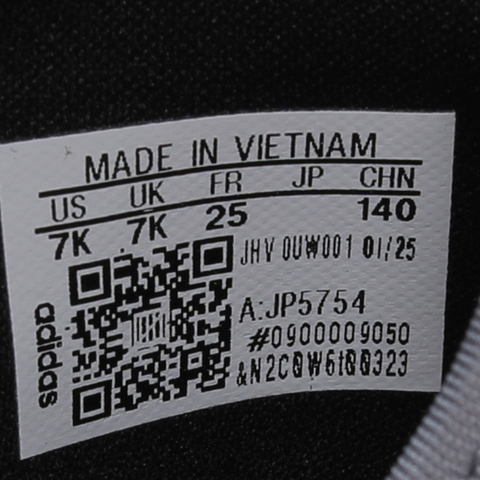 MADE IN VIETNAM
US UK FR JP CHN
7K 7K 25 140
JHV 0UW001 01/25
A:JP5754
#0900009050
adidas